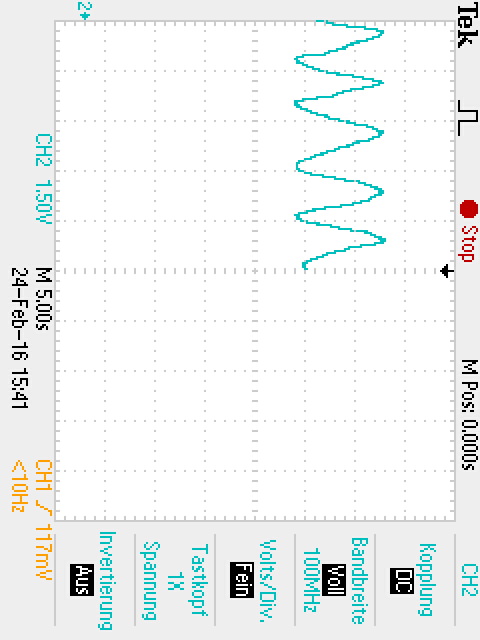 Tek
Stop
M Pos: 0.000s
CH2
Kopplung
DC
Bandbreite
Voll
100MHz
Volts/Div.
Fein
Tastkopf
1X
Spannung
Invertierung
Aus
2
CH2 1.50V
M 5.00s
CH1 / 117mV
24-Feb-16 15:41
<10Hz